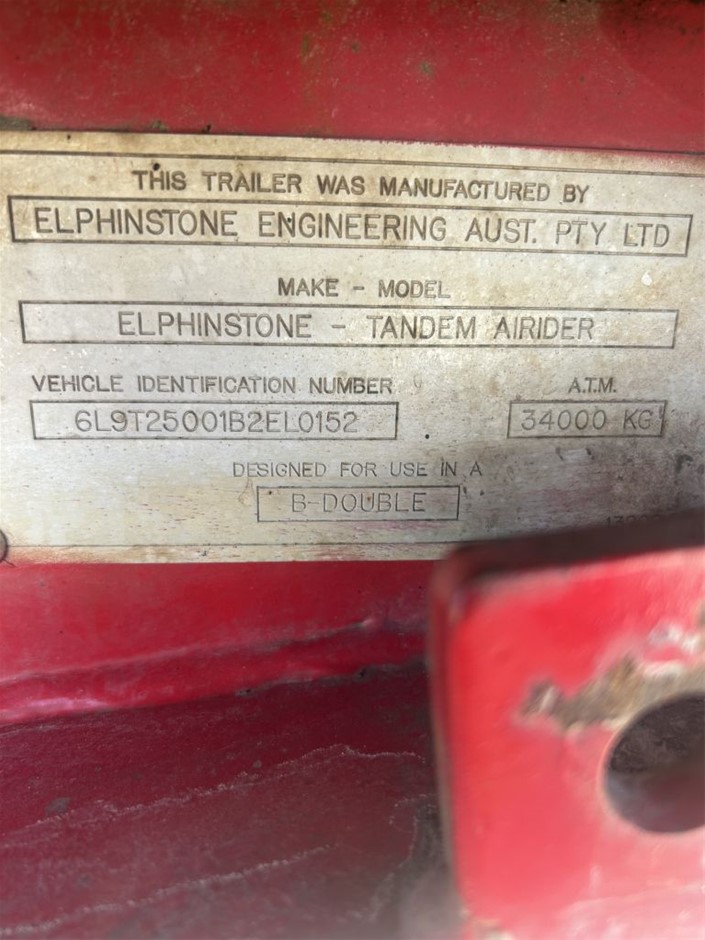 THIS TRAILER WAS MANUFACTURED BY
ELPHINSTONE ENGINEERING AUST. PTY LTD
MAKE - MODEL
ELPHINSTONE - TANDEM AIRIDER
VEHICLE IDENTIFICATION NUMBER A.T.M.
6L9T25001B2EL0152 34000 KG
DESIGNED FOR USE IN A
B-DOUBLE